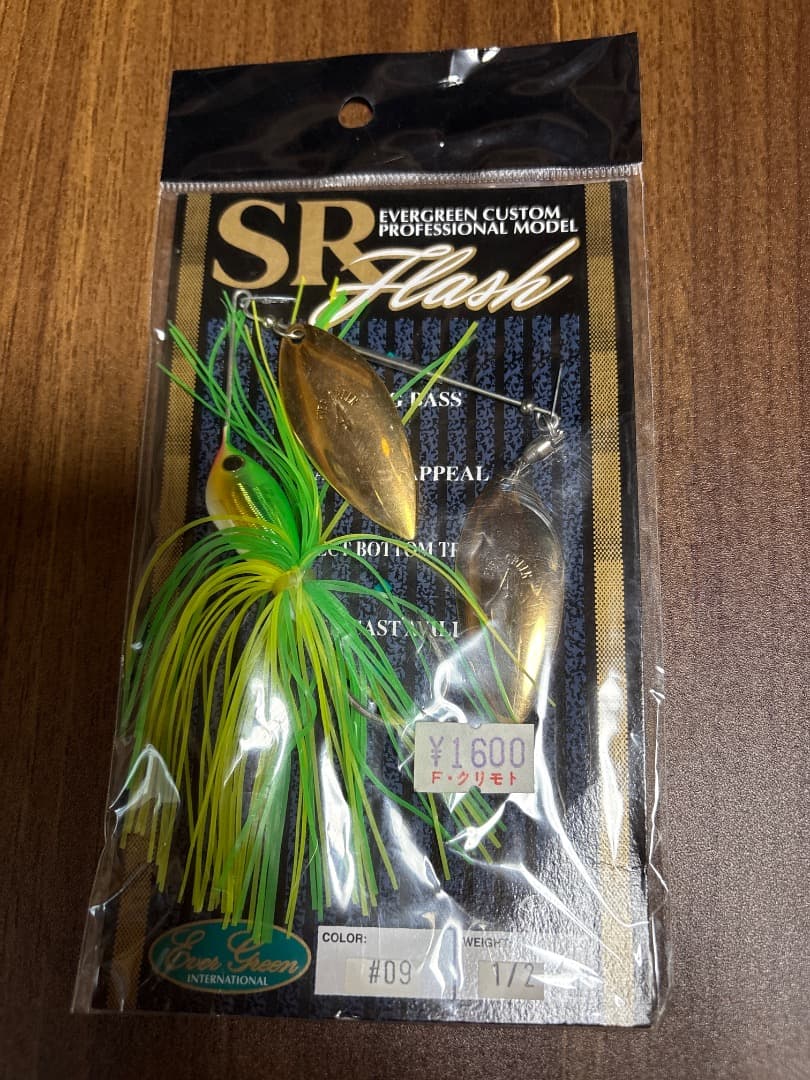 SR
EVERGREEN CUSTOM
PROFESSIONAL MODEL
Flash
BASS
APPEAL
BOTTOM
¥1600
F・クリモト
Ever Green
INTERNATIONAL
COLOR:
#09
WEIGHT:
1/2